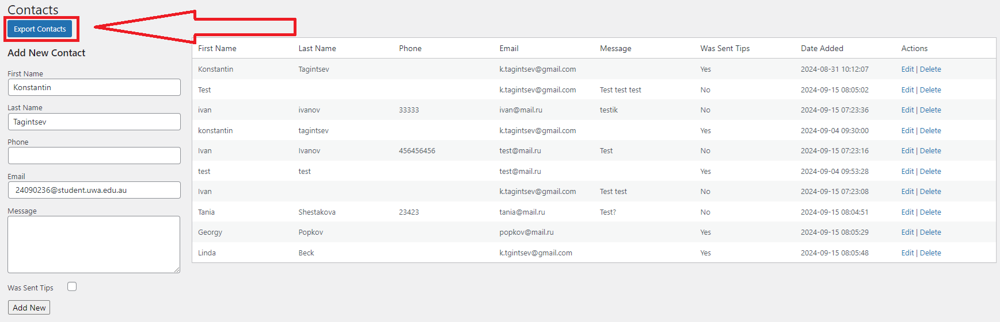 Contacts
Export Contacts
Add New Contact
First Name
Konstantin
Last Name
Tagintsev
Phone
Email
24090236@student.uwa.edu.au
Message
Was Sent Tips
Add New
First Name Last Name Phone Email Message Was Sent Tips Date Added Actions
Konstantin Tagintsev k.tagintsev@gmail.com Yes 2024-08-31 10:12:07 Edit | Delete
Test k.tagintsev@gmail.com Test test test No 2024-09-15 08:05:02 Edit | Delete
ivan ivanov 33333 ivan@mail.ru testik No 2024-09-15 07:23:36 Edit | Delete
konstantin tagintsev k.tagintsev@gmail.com Yes 2024-09-04 09:30:00 Edit | Delete
Ivan Ivanov 456456456 test@mail.ru Test No 2024-09-15 07:23:16 Edit | Delete
test test test@mail.ru Yes 2024-09-04 09:53:28 Edit | Delete
Ivan k.tagintsev@gmail.com Test test No 2024-09-15 07:23:08 Edit | Delete
Tania Shestakova 23423 tania@mail.ru Test? No 2024-09-15 08:04:51 Edit | Delete
Georgy Popkov popkov@mail.ru Yes 2024-09-15 08:05:29 Edit | Delete
Linda Beck k.tgintsev@gmail.com Yes 2024-09-15 08:05:48 Edit | Delete